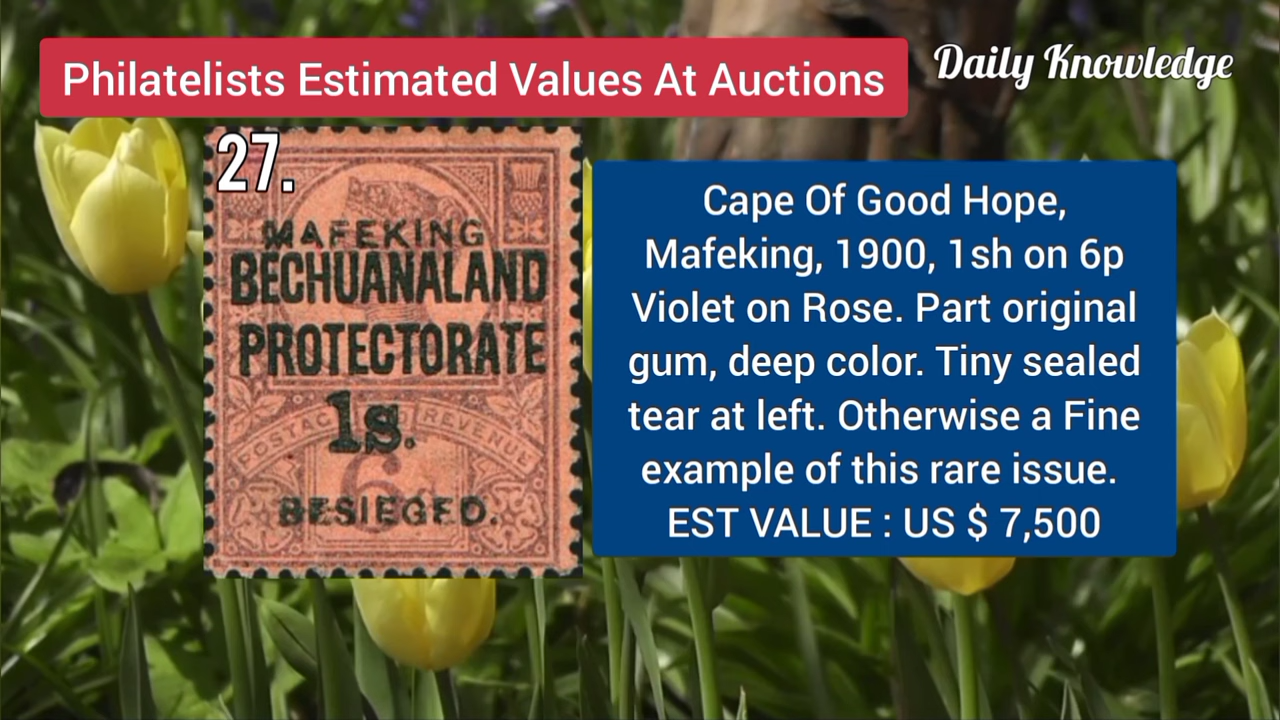 Philatelists Estimated Values At Auctions
Daily Knowledge
27.
MAFEKING
BECHUANALAND
PROTECTORATE
1s.
POSTAGE REVENUE
BESIEGED.
Cape Of Good Hope,
Mafeking, 1900, 1sh on 6p
Violet on Rose. Part original
gum, deep color. Tiny sealed
tear at left. Otherwise a Fine
example of this rare issue.
EST VALUE : US $ 7,500